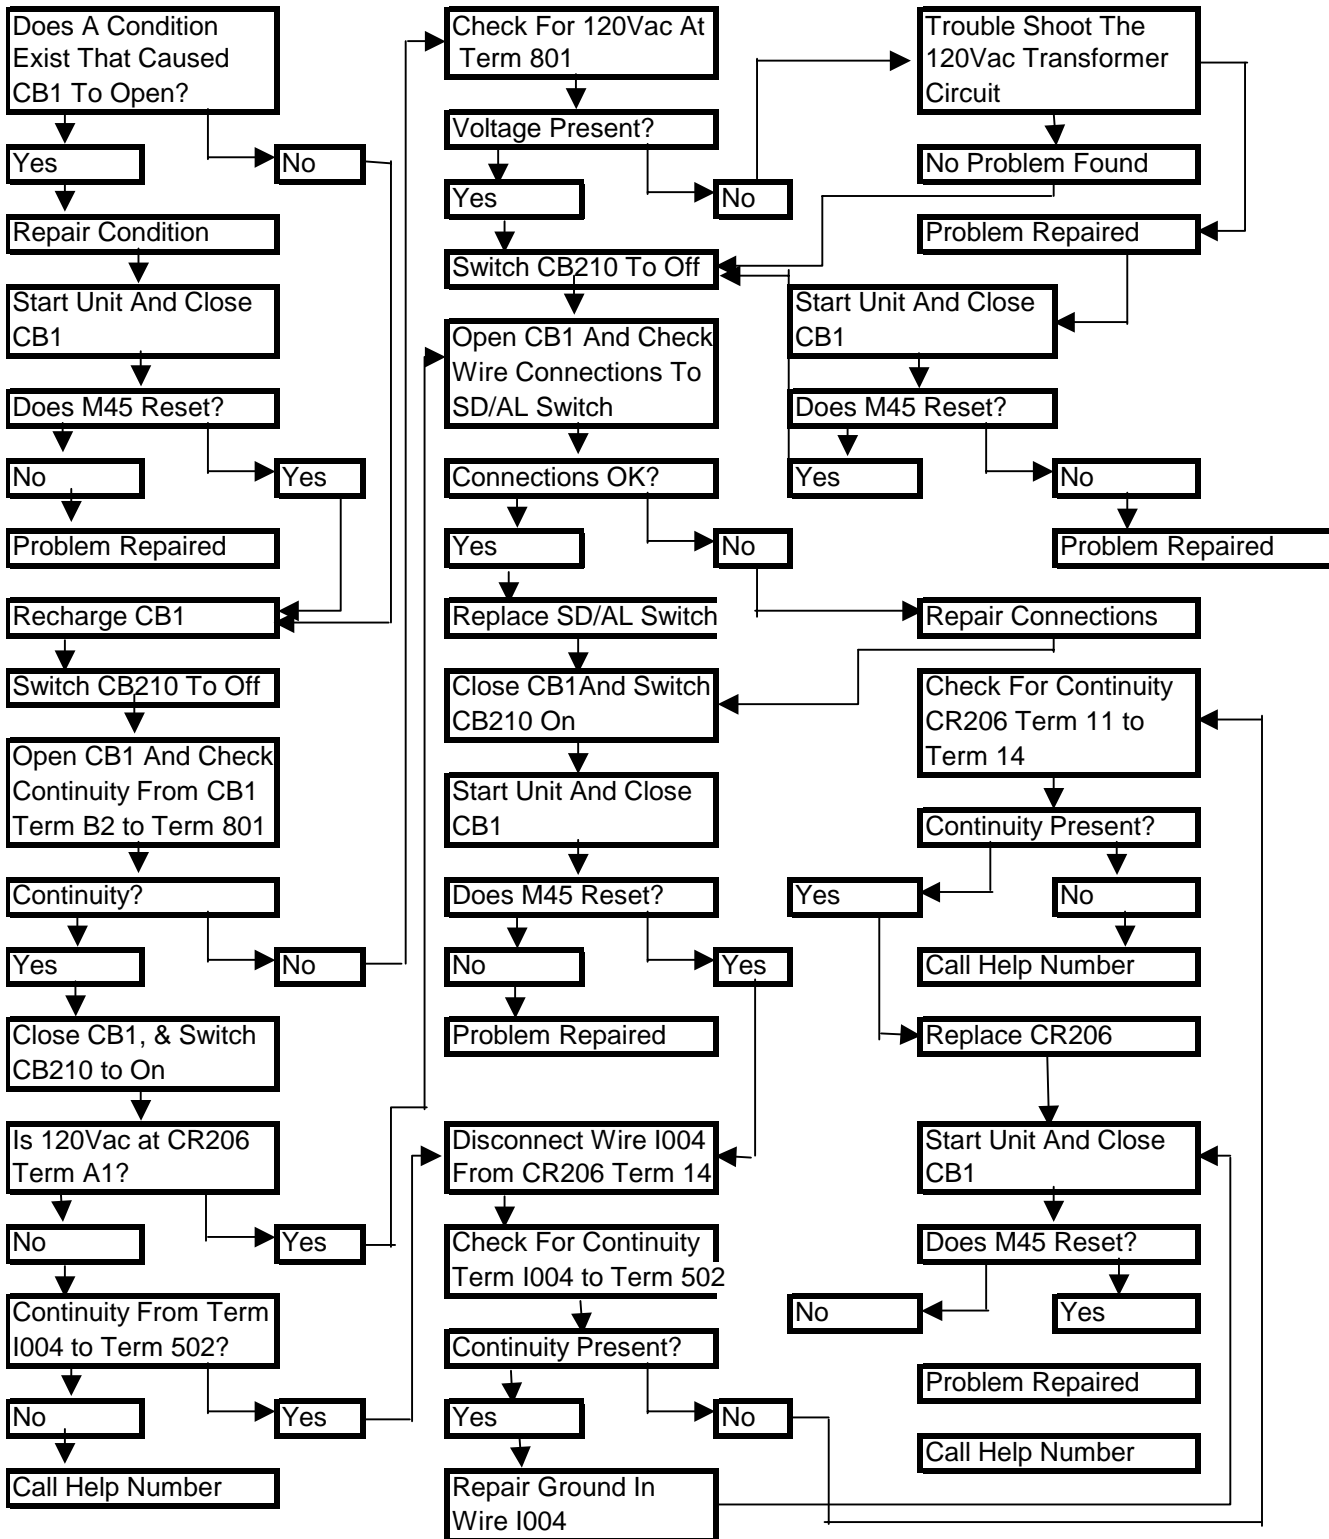 Does A Condition
Exist That Caused
CB1 To Open?
Yes
No
Repair Condition
Start Unit And Close
CB1
Does M45 Reset?
No
Yes
Problem Repaired
Recharge CB1
Switch CB210 To Off
Open CB1 And Check
Continuity From CB1
Term B2 to Term 801
Continuity?
Yes
No
Close CB1, & Switch
CB210 to On
Is 120Vac at CR206
Term A1?
No
Yes
Continuity From Term
I004 to Term 502?
No
Yes
Call Help Number
Check For 120Vac At
Term 801
Voltage Present?
Yes
No
Switch CB210 To Off
Open CB1 And Check
Wire Connections To
SD/AL Switch
Connections OK?
Yes
No
Replace SD/AL Switch
Close CB1And Switch
CB210 On
Start Unit And Close
CB1
Does M45 Reset?
No
Yes
Problem Repaired
Disconnect Wire I004
From CR206 Term 14
Check For Continuity
Term I004 to Term 502
Continuity Present?
Yes
No
Repair Ground In
Wire I004
Trouble Shoot The
120Vac Transformer
Circuit
No Problem Found
Problem Repaired
Start Unit And Close
CB1
Does M45 Reset?
Yes
No
Problem Repaired
Repair Connections
Check For Continuity
CR206 Term 11 to
Term 14
Continuity Present?
Yes
No
Call Help Number
Replace CR206
Start Unit And Close
CB1
Does M45 Reset?
No
Yes
Problem Repaired
Call Help Number